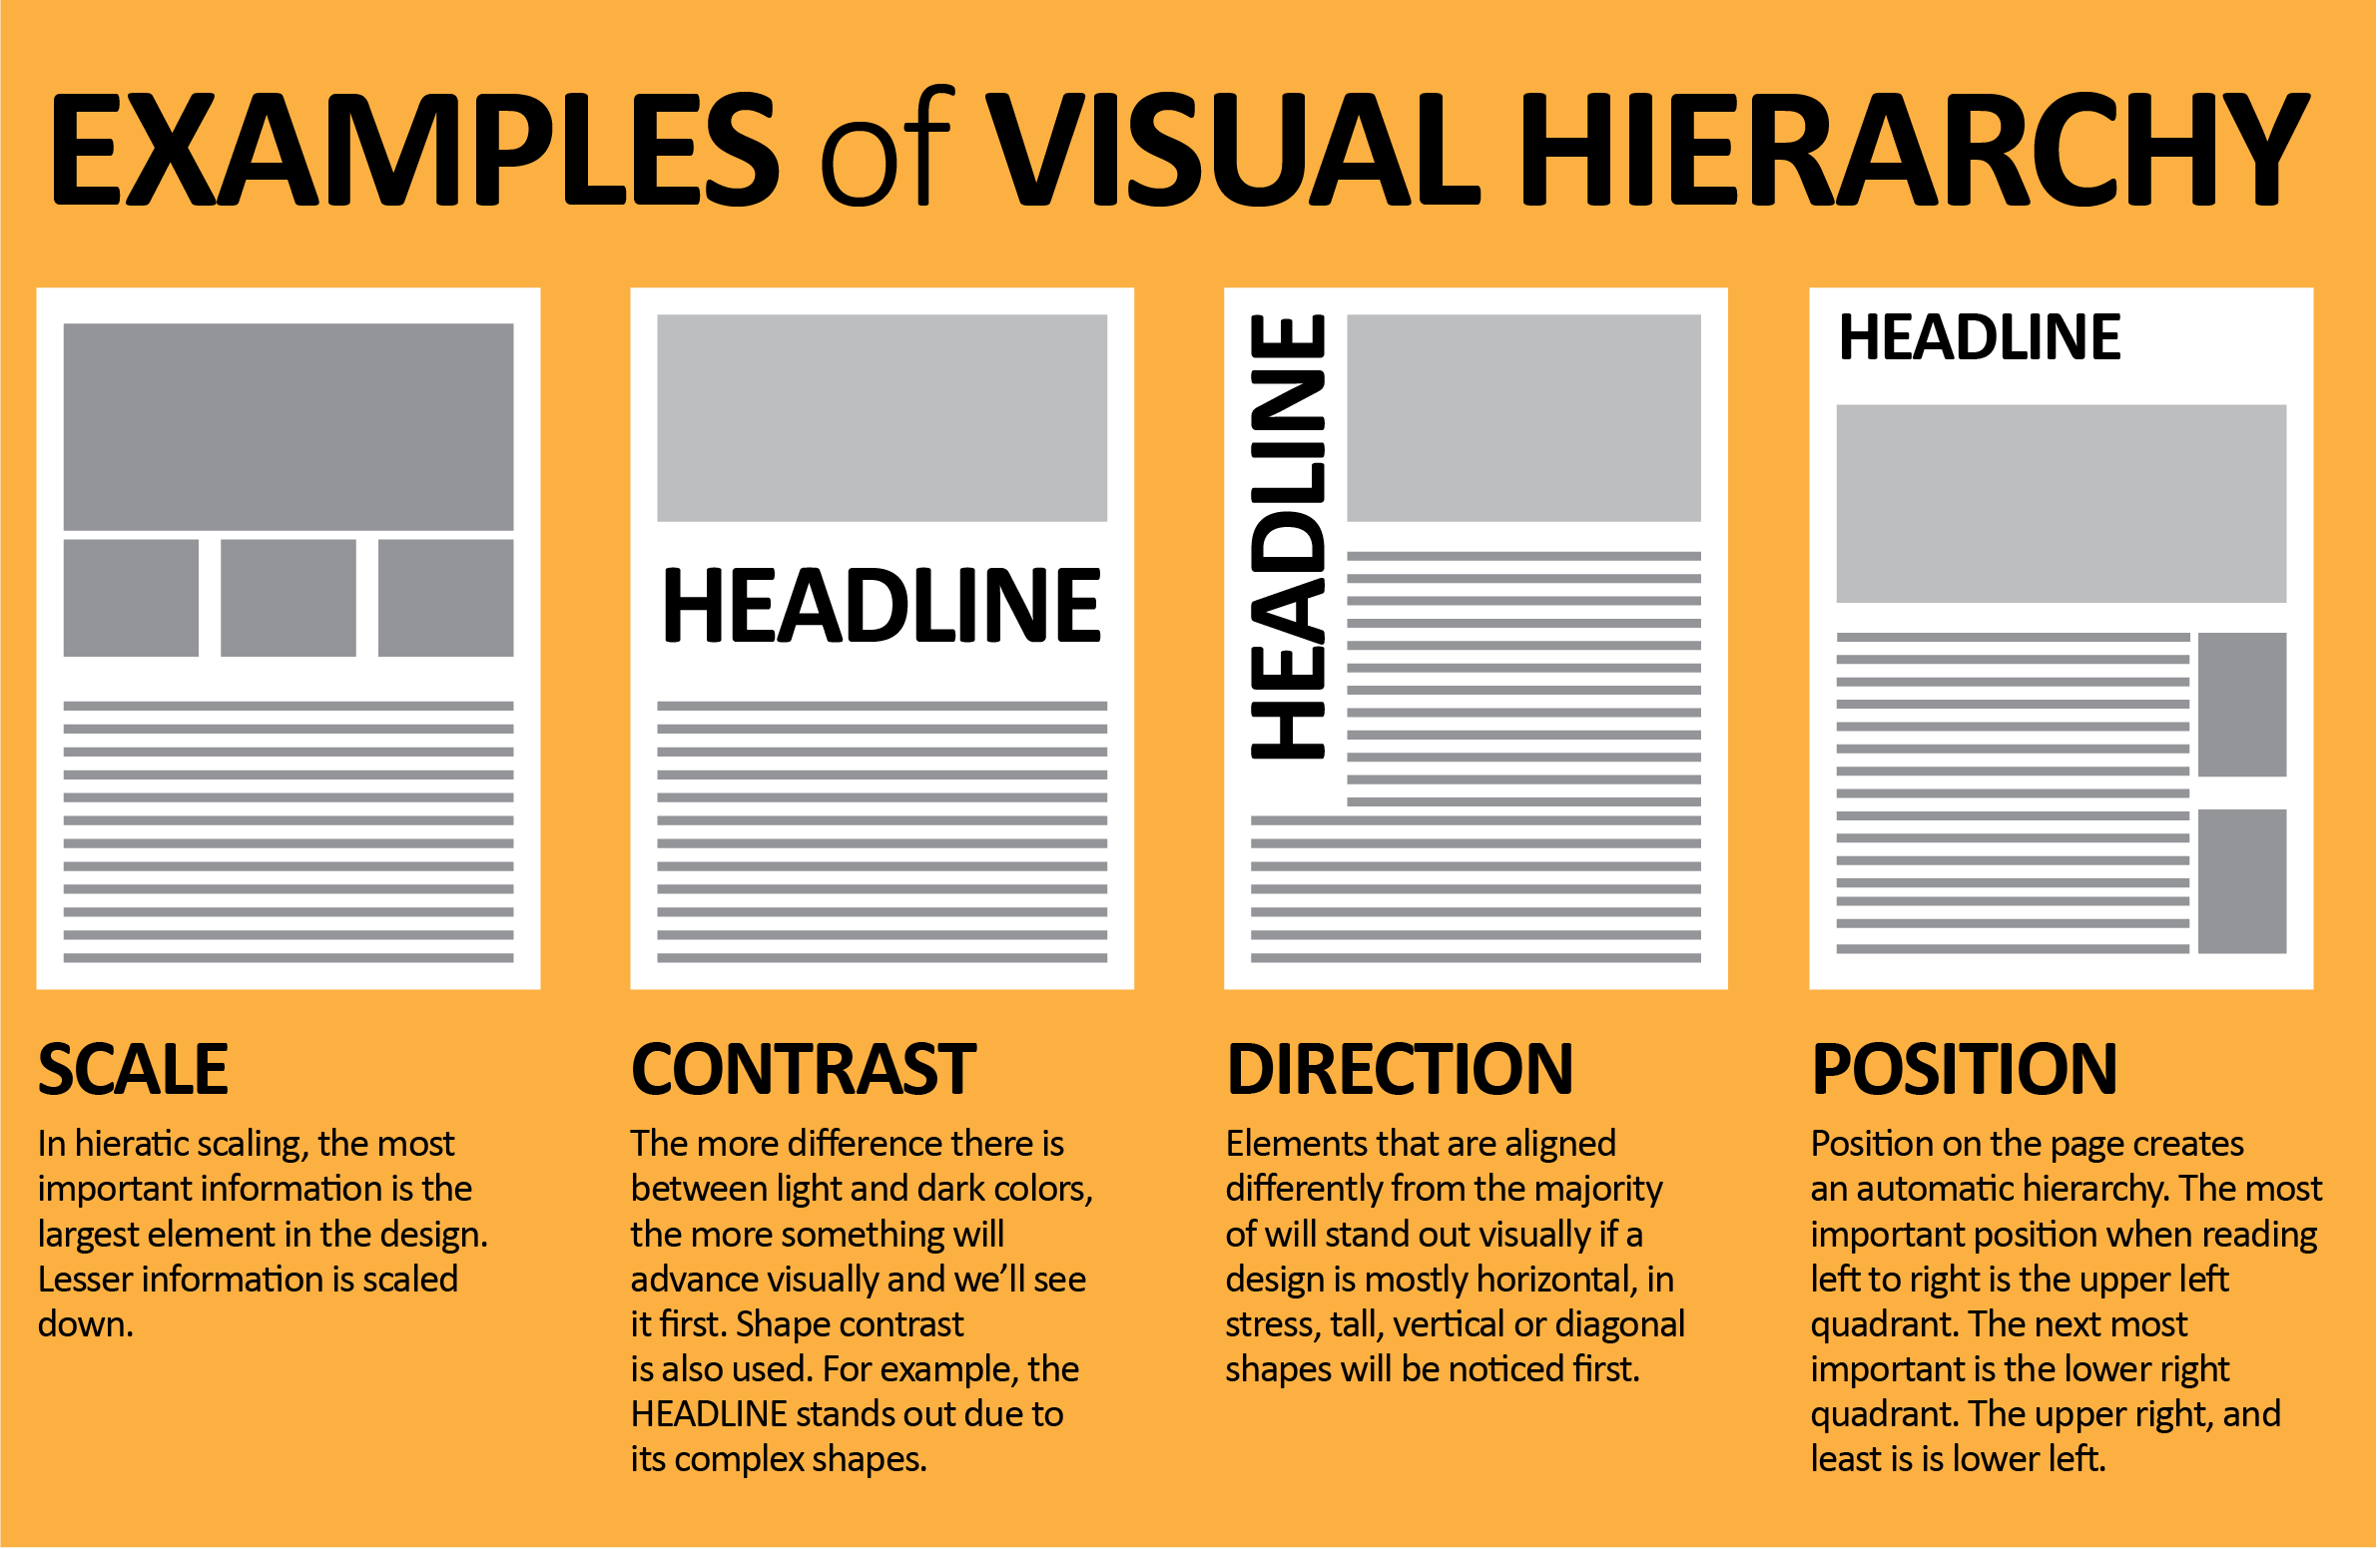 EXAMPLES of VISUAL HIERARCHY
HEADLINE
HEADLINE
HEADLINE
SCALE
In hieratic scaling, the most
important information is the
largest element in the design.
Lesser information is scaled
down.
CONTRAST
The more difference there is
between light and dark colors,
the more something will
advance visually and we’ll see
it first. Shape contrast
is also used. For example, the
HEADLINE stands out due to
its complex shapes.
DIRECTION
Elements that are aligned
differently from the majority
of will stand out visually if a
design is mostly horizontal, in
stress, tall, vertical or diagonal
shapes will be noticed first.
POSITION
Position on the page creates
an automatic hierarchy. The most
important position when reading
left to right is the upper left
quadrant. The next most
important is the lower right
quadrant. The upper right, and
least is is lower left.